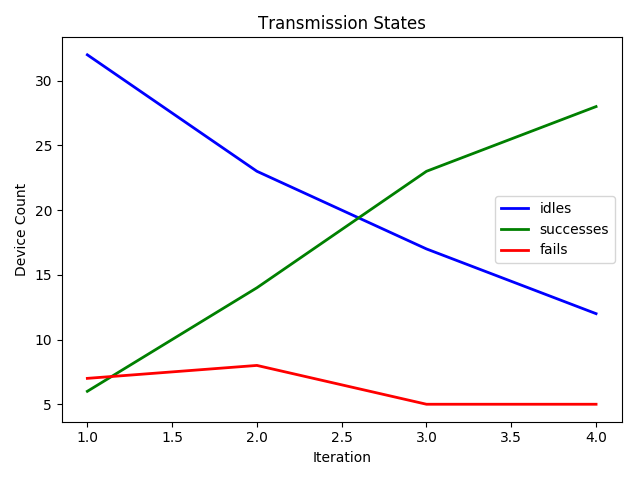 Transmission States
Device Count
30
25
20
15
10
5
idles
successes
fails
1.0 1.5 2.0 2.5 3.0 3.5 4.0
Iteration